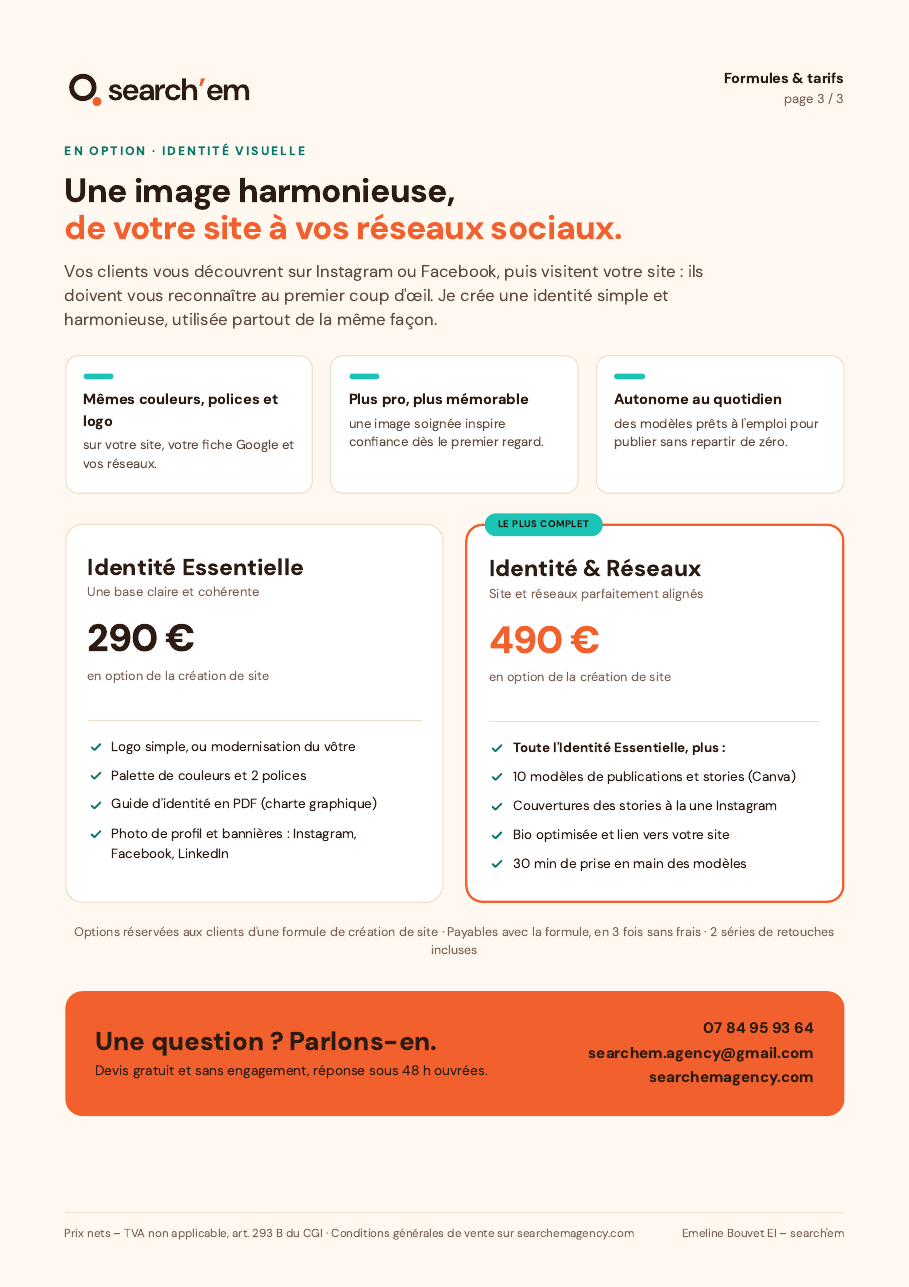 search'em
Formules & tarifs
page 3 / 3
EN OPTION · IDENTITÉ VISUELLE
Une image harmonieuse,
de votre site à vos réseaux sociaux.
Vos clients vous découvrent sur Instagram ou Facebook, puis visitent votre site : ils
doivent vous reconnaître au premier coup d'œil. Je crée une identité simple et
harmonieuse, utilisée partout de la même façon.
Mêmes couleurs, polices et
logo
sur votre site, votre fiche Google et
vos réseaux.
Plus pro, plus mémorable
une image soignée inspire
confiance dès le premier regard.
Autonome au quotidien
des modèles prêts à l'emploi pour
publier sans repartir de zéro.
Identité Essentielle
Une base claire et cohérente
290 €
en option de la création de site
Logo simple, ou modernisation du vôtre
Palette de couleurs et 2 polices
Guide d'identité en PDF (charte graphique)
Photo de profil et bannières : Instagram,
Facebook, LinkedIn
LE PLUS COMPLET
Identité & Réseaux
Site et réseaux parfaitement alignés
490 €
en option de la création de site
Toute l'Identité Essentielle, plus :
10 modèles de publications et stories (Canva)
Couvertures des stories à la une Instagram
Bio optimisée et lien vers votre site
30 min de prise en main des modèles
Options réservées aux clients d'une formule de création de site · Payables avec la formule, en 3 fois sans frais · 2 séries de retouches
incluses
Une question ? Parlons-en.
Devis gratuit et sans engagement, réponse sous 48 h ouvrées.
07 84 95 93 64
searchem.agency@gmail.com
searchemagency.com
Prix nets – TVA non applicable, art. 293 B du CGI · Conditions générales de vente sur searchemagency.com
Emeline Bouvet EI – search'em